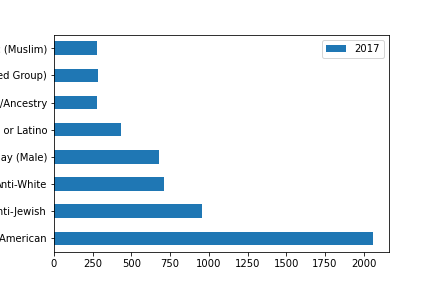 (Muslim)
2017
ed Group)
/Ancestry
or Latino
ay (Male)
Anti-White
nti-Jewish
American
0 250 500 750 1000 1250 1500 1750 2000